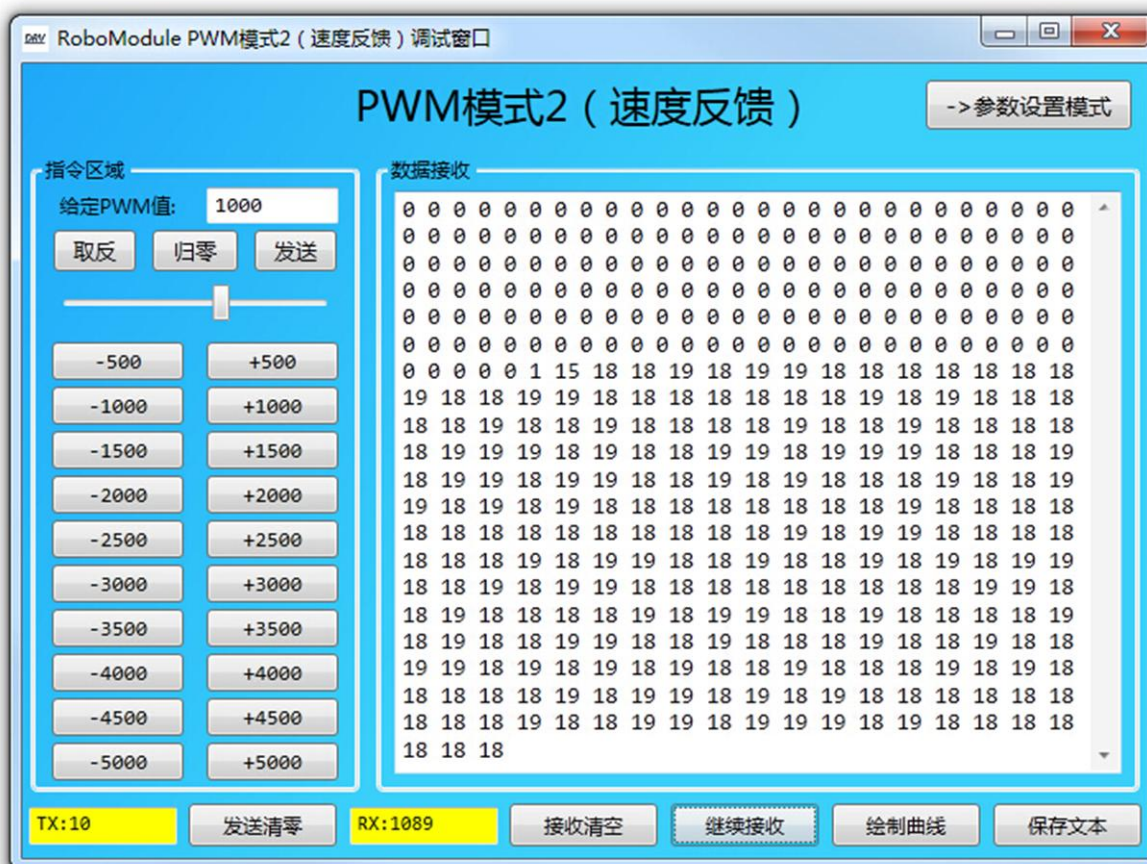 DRV RoboModule PWM模式2（速度反馈）调试窗口
PWM模式2（速度反馈）
->参数设置模式
指令区域
给定PWM值: 1000
取反 归零 发送
-500 +500
-1000 +1000
-1500 +1500
-2000 +2000
-2500 +2500
-3000 +3000
-3500 +3500
-4000 +4000
-4500 +4500
-5000 +5000
数据接收
0 0 0 0 0 0 0 0 0 0 0 0 0 0 0 0 0 0 0 0 0 0 0 0 0 0 0
0 0 0 0 0 0 0 0 0 0 0 0 0 0 0 0 0 0 0 0 0 0 0 0 0 0 0
0 0 0 0 0 0 0 0 0 0 0 0 0 0 0 0 0 0 0 0 0 0 0 0 0 0 0
0 0 0 0 0 0 0 0 0 0 0 0 0 0 0 0 0 0 0 0 0 0 0 0 0 0 0
0 0 0 0 0 0 0 0 0 0 0 0 0 0 0 0 0 0 0 0 0 0 0 0 0 0 0
0 0 0 0 0 0 0 0 0 0 0 0 0 0 0 0 0 0 0 0 0 0 0 0 0 0 0
0 0 0 0 0 1 15 18 18 19 18 19 19 18 18 18 18 18 18 18
19 18 18 19 19 18 18 18 18 18 18 18 19 18 19 18 18 18
18 18 19 18 18 19 18 18 18 19 18 18 18 18 19 18 18 18
18 19 19 18 18 18 18 18 19 19 18 18 19 18 18 18 18 19
18 19 18 19 19 18 18 18 19 18 18 18 19 18 19 18 18 19
19 18 19 18 18 19 18 18 18 18 18 18 18 19 18 18 18 18
18 18 18 18 18 18 18 18 18 18 19 18 19 19 18 18 18 18
18 18 18 19 18 18 19 19 18 19 18 18 18 19 18 18 19 19
18 18 19 18 19 19 18 18 18 18 18 18 18 18 18 19 19 18
18 19 18 18 18 18 19 18 19 19 18 18 19 18 18 18 18 19
18 19 18 19 18 18 18 19 18 18 18 19 18 18 18 19 18 18
19 19 18 19 19 18 18 18 19 18 19 18 18 18 18 19 19 18
18 18 18 18 19 18 19 19 18 19 18 18 18 19 18 18 18 18
18 18 18 19 18 18 19 19 18 19 19 19 18 19 18 18 18 18
18 18 18
TX:10 发送清零 RX:1089 接收清空 继续接收 绘制曲线 保存文本